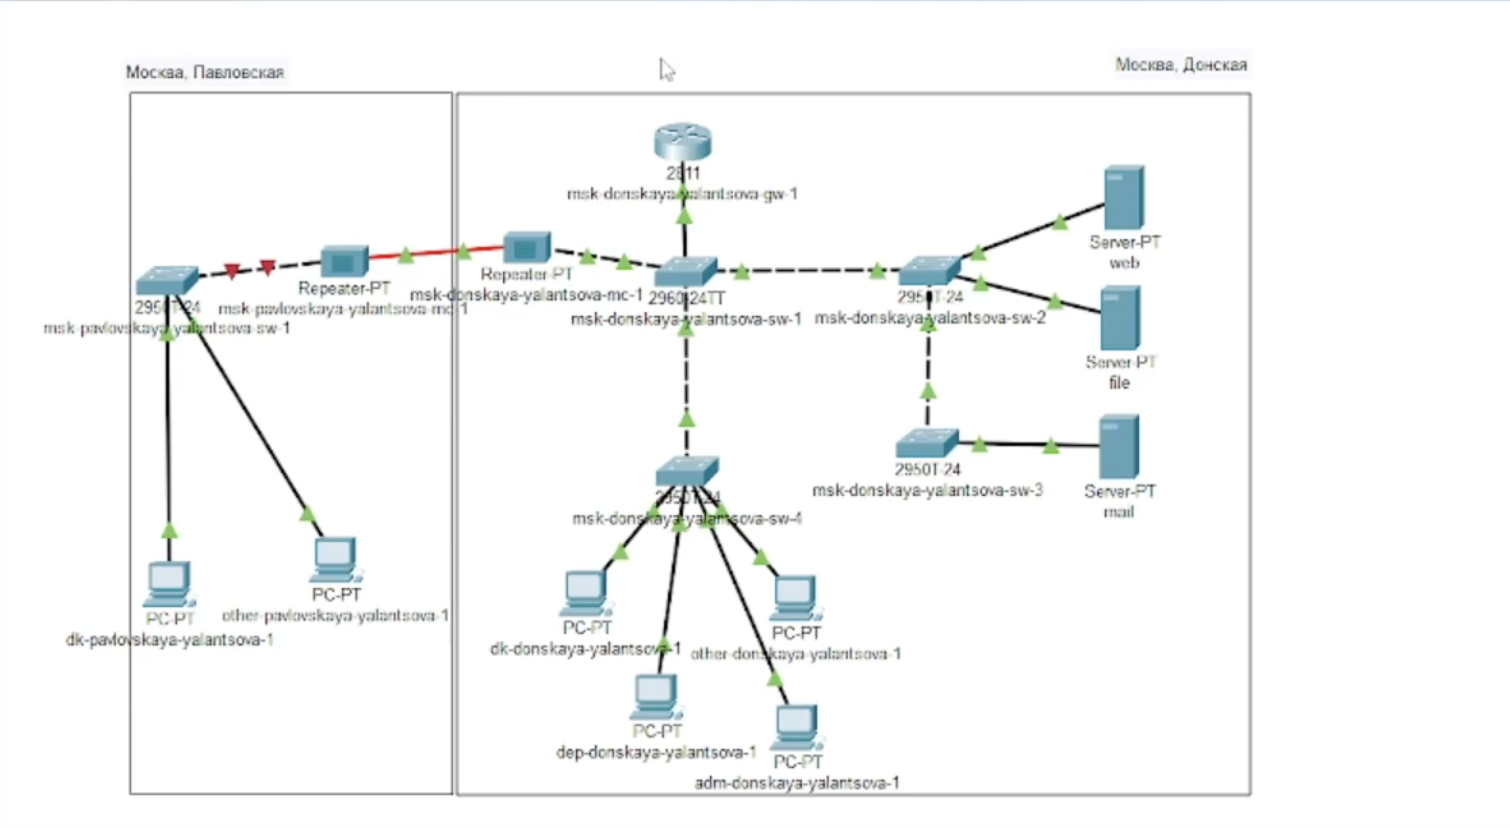 Москва, Павловская
Москва, Донская
2811
msk-donskaya-yalantsova-gw-1
Server-PT
web
Repeater-PT
msk-donskaya-yalantsova-mc-1
Repeater-PT
msk-pavlovskaya-yalantsova-mc-1
2950T-24
msk-pavlovskaya-yalantsova-sw-1
2960-24TT
msk-donskaya-yalantsova-sw-1
2950T-24
msk-donskaya-yalantsova-sw-2
Server-PT
file
2950T-24
msk-donskaya-yalantsova-sw-3
Server-PT
mail
2950T-24
msk-donskaya-yalantsova-sw-4
PC-PT
dk-pavlovskaya-yalantsova-1
PC-PT
other-pavlovskaya-yalantsova-1
PC-PT
dk-donskaya-yalantsova-1
PC-PT
other-donskaya-yalantsova-1
PC-PT
dep-donskaya-yalantsova-1
PC-PT
adm-donskaya-yalantsova-1